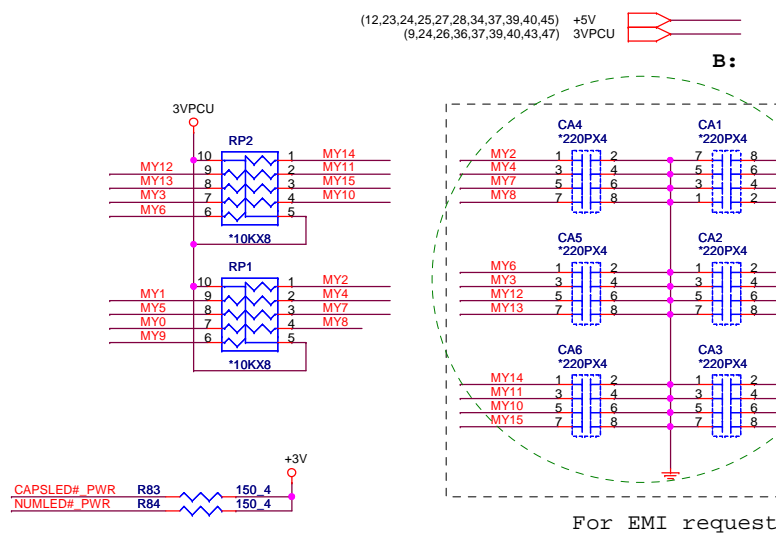 (12,23,24,25,27,28,34,37,39,40,45) +5V
(9,24,26,36,37,39,40,43,47) 3VPCU
B:
3VPCU
RP2
10 1 MY14
MY12 9 2 MY11
MY13 8 3 MY15
MY3 7 4 MY10
MY6 6 5
*10KX8
RP1
10 1 MY2
MY1 9 2 MY4
MY5 8 3 MY7
MY0 7 4 MY8
MY9 6 5
*10KX8
+3V
CAPSLED#_PWR R83 150_4
NUMLED#_PWR R84 150_4
CA4 CA1
*220PX4 *220PX4
MY2 1 2 7 8
MY4 3 4 5 6
MY7 5 6 3 4
MY8 7 8 1 2
CA5 CA2
*220PX4 *220PX4
MY6 1 2 1 2
MY3 3 4 3 4
MY12 5 6 5 6
MY13 7 8 7 8
CA6 CA3
*220PX4 *220PX4
MY14 1 2 1 2
MY11 3 4 3 4
MY10 5 6 5 6
MY15 7 8 7 8
For EMI request